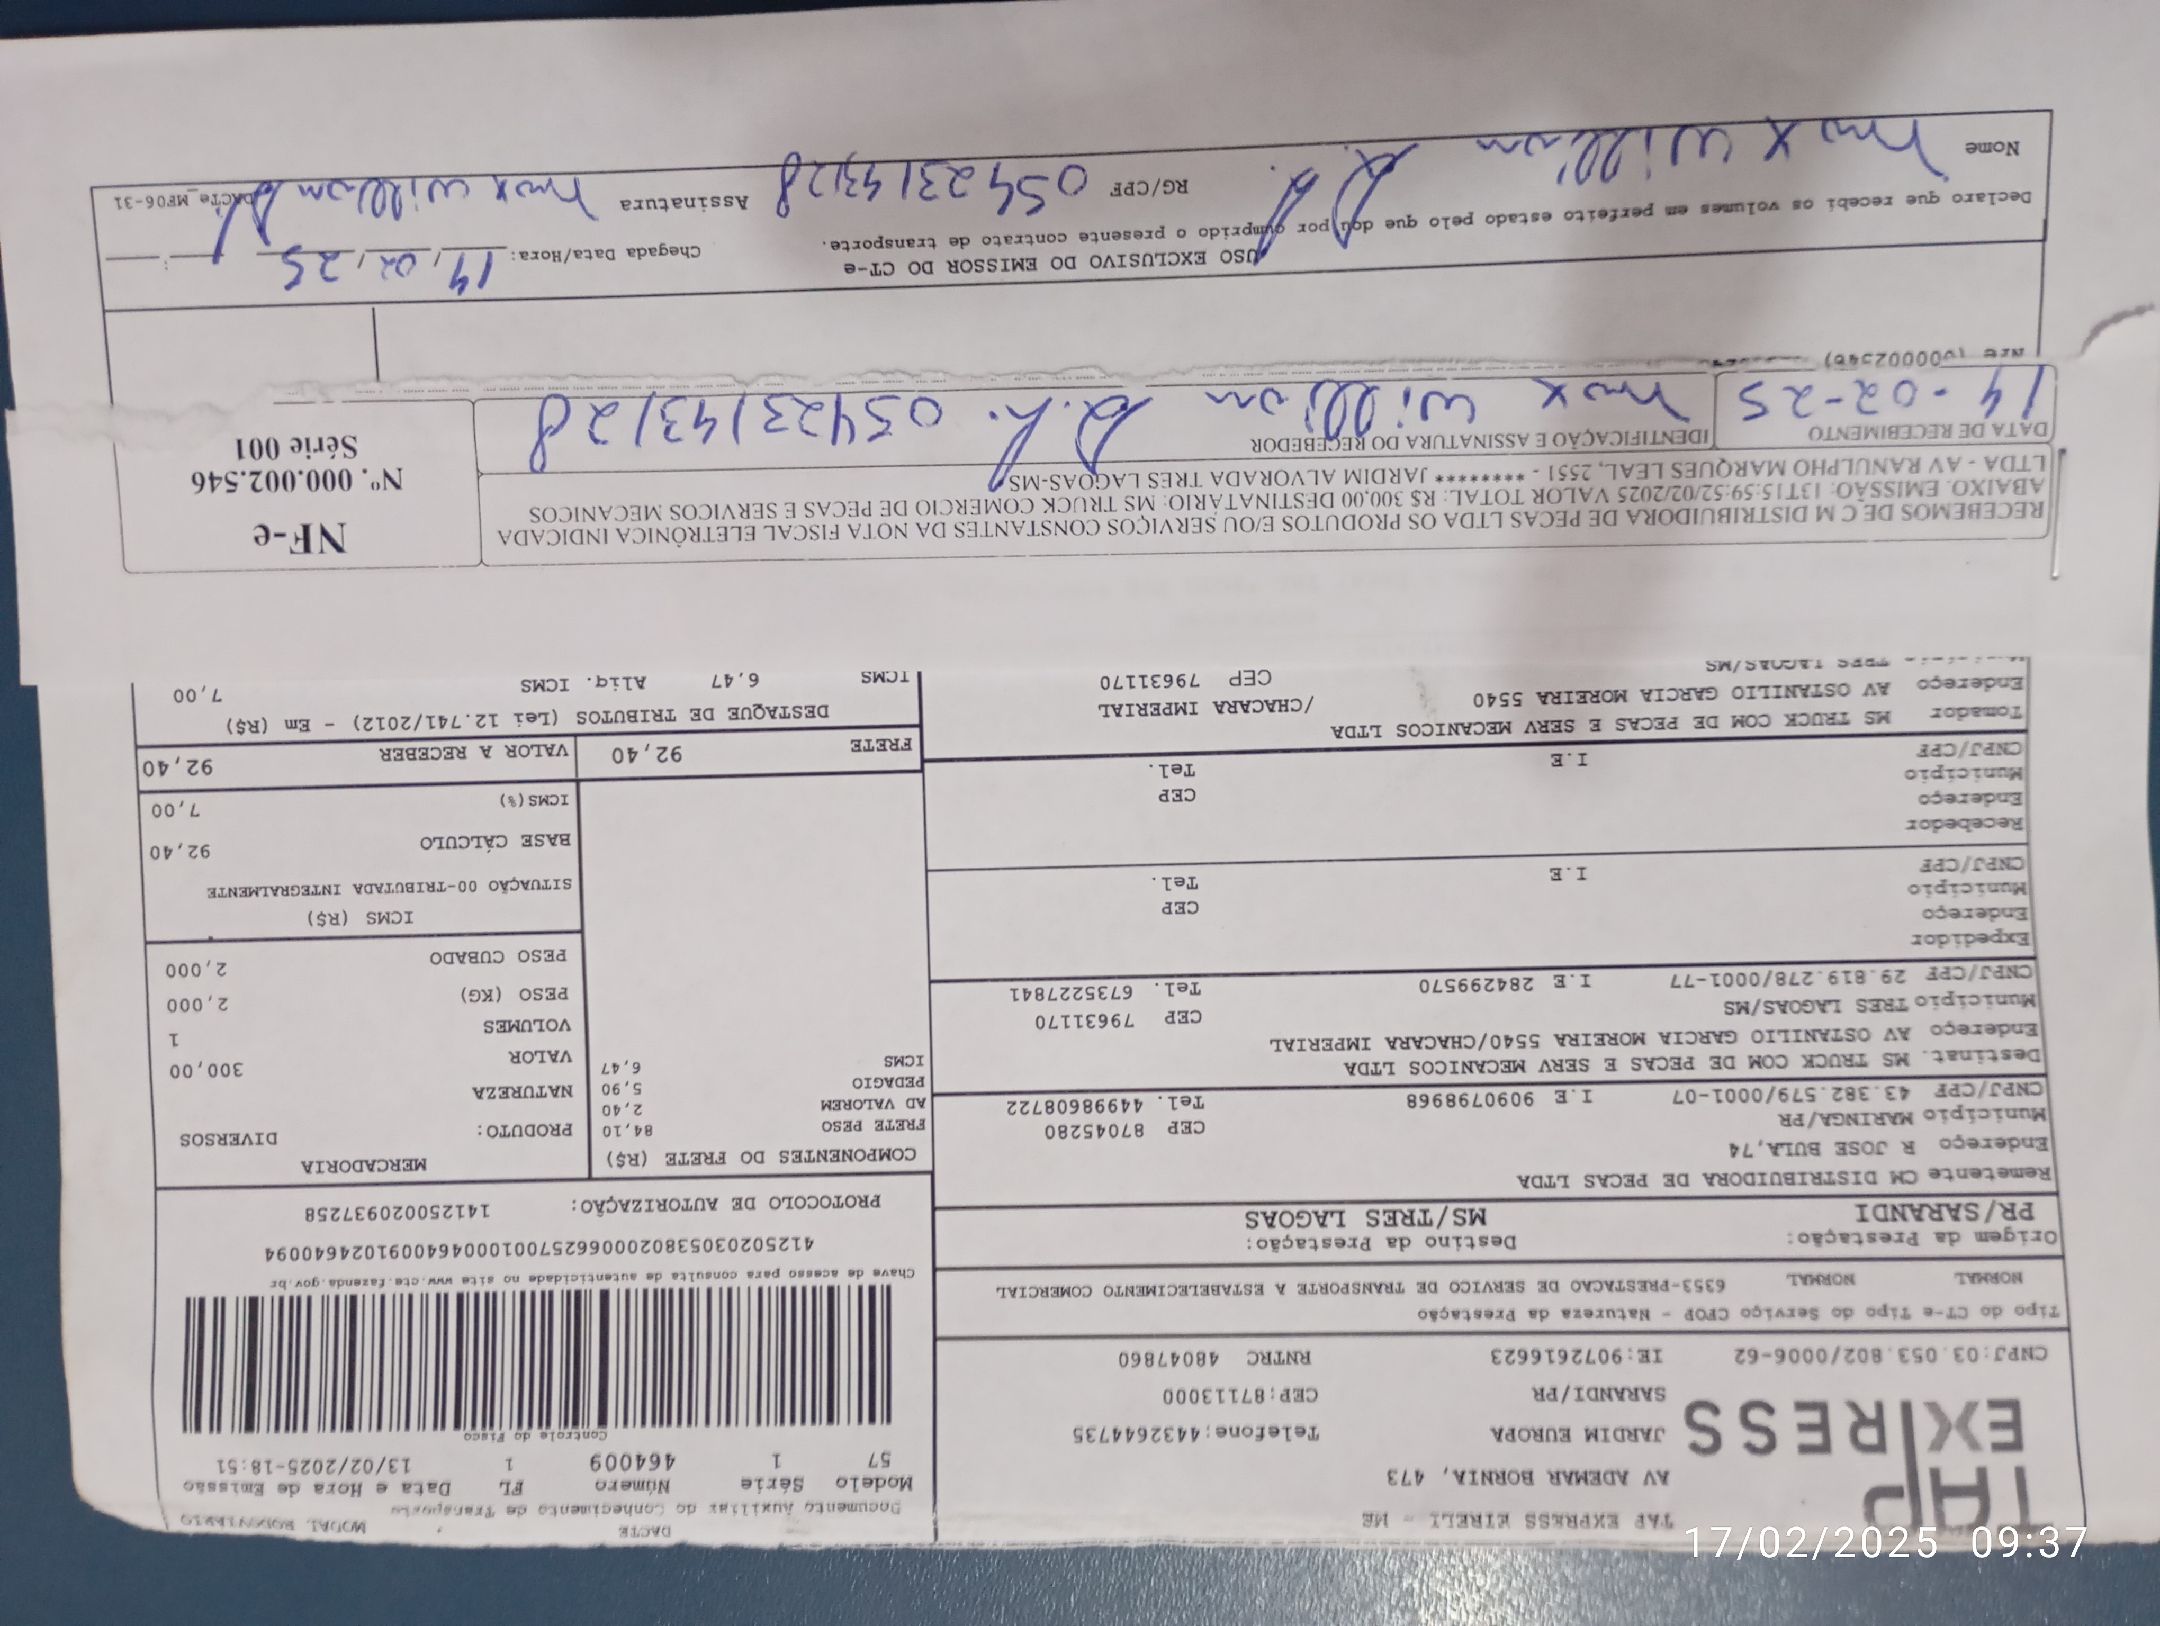 TAP EXPRESS
TAP EXPRESS EIRELI - ME
AV ADEMAR BORNIA, 473
JARDIM EUROPA Telefone:4432644735
SARANDI/PR CEP:87113000
CNPJ:03.053.802/0006-62 IE:9072616623 RNTRC 48047860
DACTE MODAL RODOVIARIO
Documento Auxiliar do Conhecimento de Transporte
Modelo Série Número FL Data e Hora de Emissão
57 1 464009 1 13/02/2025-18:51
Controle do Fisco
Chave de acesso para consulta de autenticidade no site www.cte.fazenda.gov.br
41250203053802000662570010004640091024640094
PROTOCOLO DE AUTORIZAÇÃO: 141250020937258
Tipo do CT-e Tipo do Serviço CFOP - Natureza da Prestação
NORMAL NORMAL 6353-PRESTACAO DE SERVICO DE TRANSPORTE A ESTABELECIMENTO COMERCIAL
Origem da Prestação: Destino da Prestação:
PR/SARANDI MS/TRES LAGOAS
Remetente CM DISTRIBUIDORA DE PECAS LTDA
Endereço R JOSE BULA,74
Município MARINGA/PR CEP 87045280
CNPJ/CPF 43.382.579/0001-07 I.E 9090798968 Tel. 44998608722
Destinat. MS TRUCK COM DE PECAS E SERV MECANICOS LTDA
Endereço AV OSTANILIO GARCIA MOREIRA 5540/CHACARA IMPERIAL
Município TRES LAGOAS/MS CEP 79631170
CNPJ/CPF 29.819.278/0001-77 I.E 284299570 Tel. 6735227841
Expedidor
Endereço
Município CEP
CNPJ/CPF I.E Tel.
Recebedor
Endereço
Município CEP
CNPJ/CPF I.E Tel.
Tomador MS TRUCK COM DE PECAS E SERV MECANICOS LTDA
Endereço AV OSTANILIO GARCIA MOREIRA 5540 /CHACARA IMPERIAL
Município TRES LAGOAS/MS CEP 79631170
COMPONENTES DO FRETE (R$)
FRETE PESO 84,10
AD VALOREM 2,40
PEDAGIO 5,90
ICMS 6,47
MERCADORIA
PRODUTO: DIVERSOS
NATUREZA
VALOR 300,00
VOLUMES 1
PESO (KG) 2,000
PESO CUBADO 2,000
ICMS (R$)
SITUAÇÃO 00-TRIBUTADA INTEGRALMENTE
BASE CÁLCULO 92,40
ICMS(%) 7,00
FRETE 92,40 VALOR A RECEBER 92,40
DESTAQUE DE TRIBUTOS (Lei 12.741/2012) - Em (R$)
ICMS 6,47 Aliq. ICMS 7,00
RECEBEMOS DE C M DISTRIBUIDORA DE PECAS LTDA OS PRODUTOS E/OU SERVIÇOS CONSTANTES DA NOTA FISCAL ELETRÔNICA INDICADA
ABAIXO. EMISSÃO: 13T15:59:52/02/2025 VALOR TOTAL: R$ 300,00 DESTINATÁRIO: MS TRUCK COMERCIO DE PECAS E SERVICOS MECANICOS
LTDA - AV RANULPHO MARQUES LEAL, 2551 - ******** JARDIM ALVORADA TRES LAGOAS-MS
DATA DE RECEBIMENTO IDENTIFICAÇÃO E ASSINATURA DO RECEBEDOR
14-02-25 max willian 05423143128
NF-e
Nº. 000.002.546
Série 001
NFe (000002546)
USO EXCLUSIVO DO EMISSOR DO CT-e
Chegada Data/Hora: 14,02,25
Declaro que recebi os volumes em perfeito estado pelo que dou por cumprido o presente contrato de transporte.
Nome max willian RG/CPF 05423143128 Assinatura max willian
DACTe_MF06-31
17/02/2025 09:37